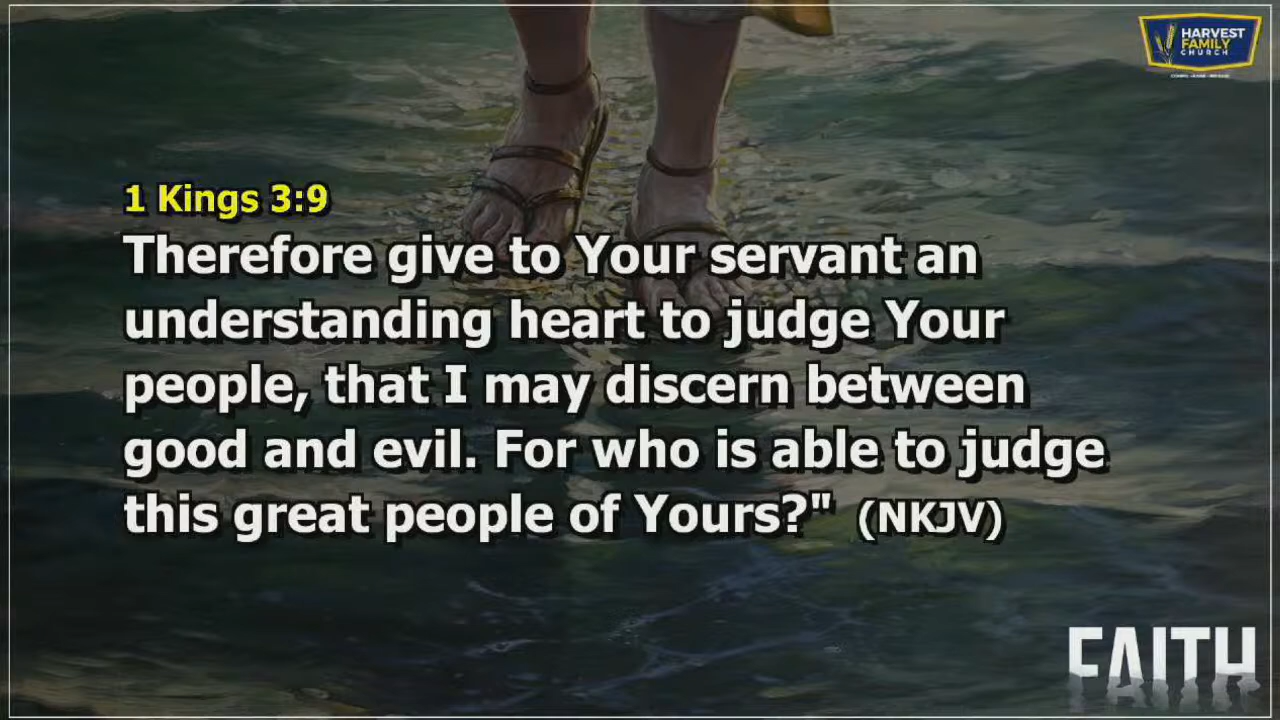 HARVEST
FAMILY
CHURCH
1 Kings 3:9
Therefore give to Your servant an
understanding heart to judge Your
people, that I may discern between
good and evil. For who is able to judge
this great people of Yours?" (NKJV)
FAITH